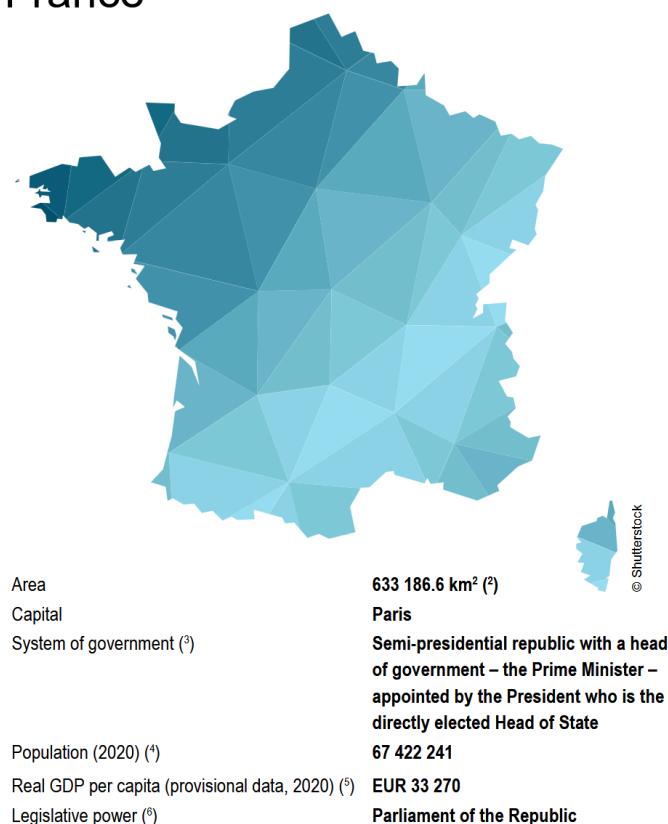 France
© Shutterstock
Area 633 186.6 km² (²)
Capital Paris
System of government (³) Semi-presidential republic with a head
of government – the Prime Minister –
appointed by the President who is the
directly elected Head of State
Population (2020) (⁴) 67 422 241
Real GDP per capita (provisional data, 2020) (⁵) EUR 33 270
Legislative power (⁶) Parliament of the Republic